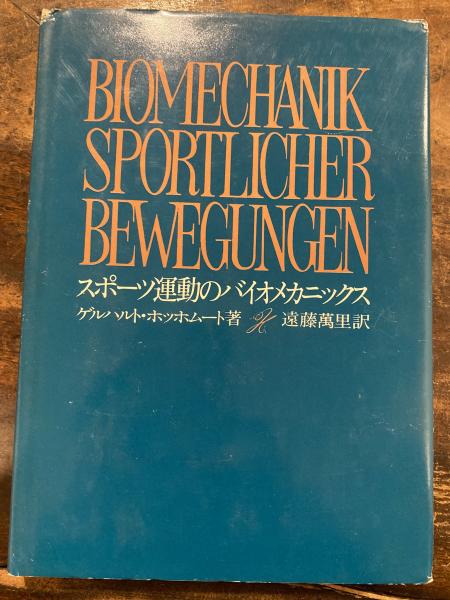 BIOMECHANIK
SPORTLICHER
BEWEGUNGEN
スポーツ運動のバイオメカニックス
ゲルハルト・ホッホムート著 遠藤萬里訳